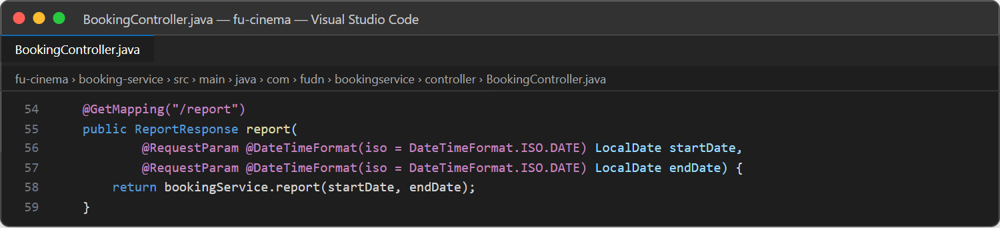 BookingController.java — fu-cinema — Visual Studio Code
BookingController.java
fu-cinema › booking-service › src › main › java › com › fudn › bookingservice › controller › BookingController.java
54 @GetMapping("/report")
55 public ReportResponse report(
56 @RequestParam @DateTimeFormat(iso = DateTimeFormat.ISO.DATE) LocalDate startDate,
57 @RequestParam @DateTimeFormat(iso = DateTimeFormat.ISO.DATE) LocalDate endDate) {
58 return bookingService.report(startDate, endDate);
59 }